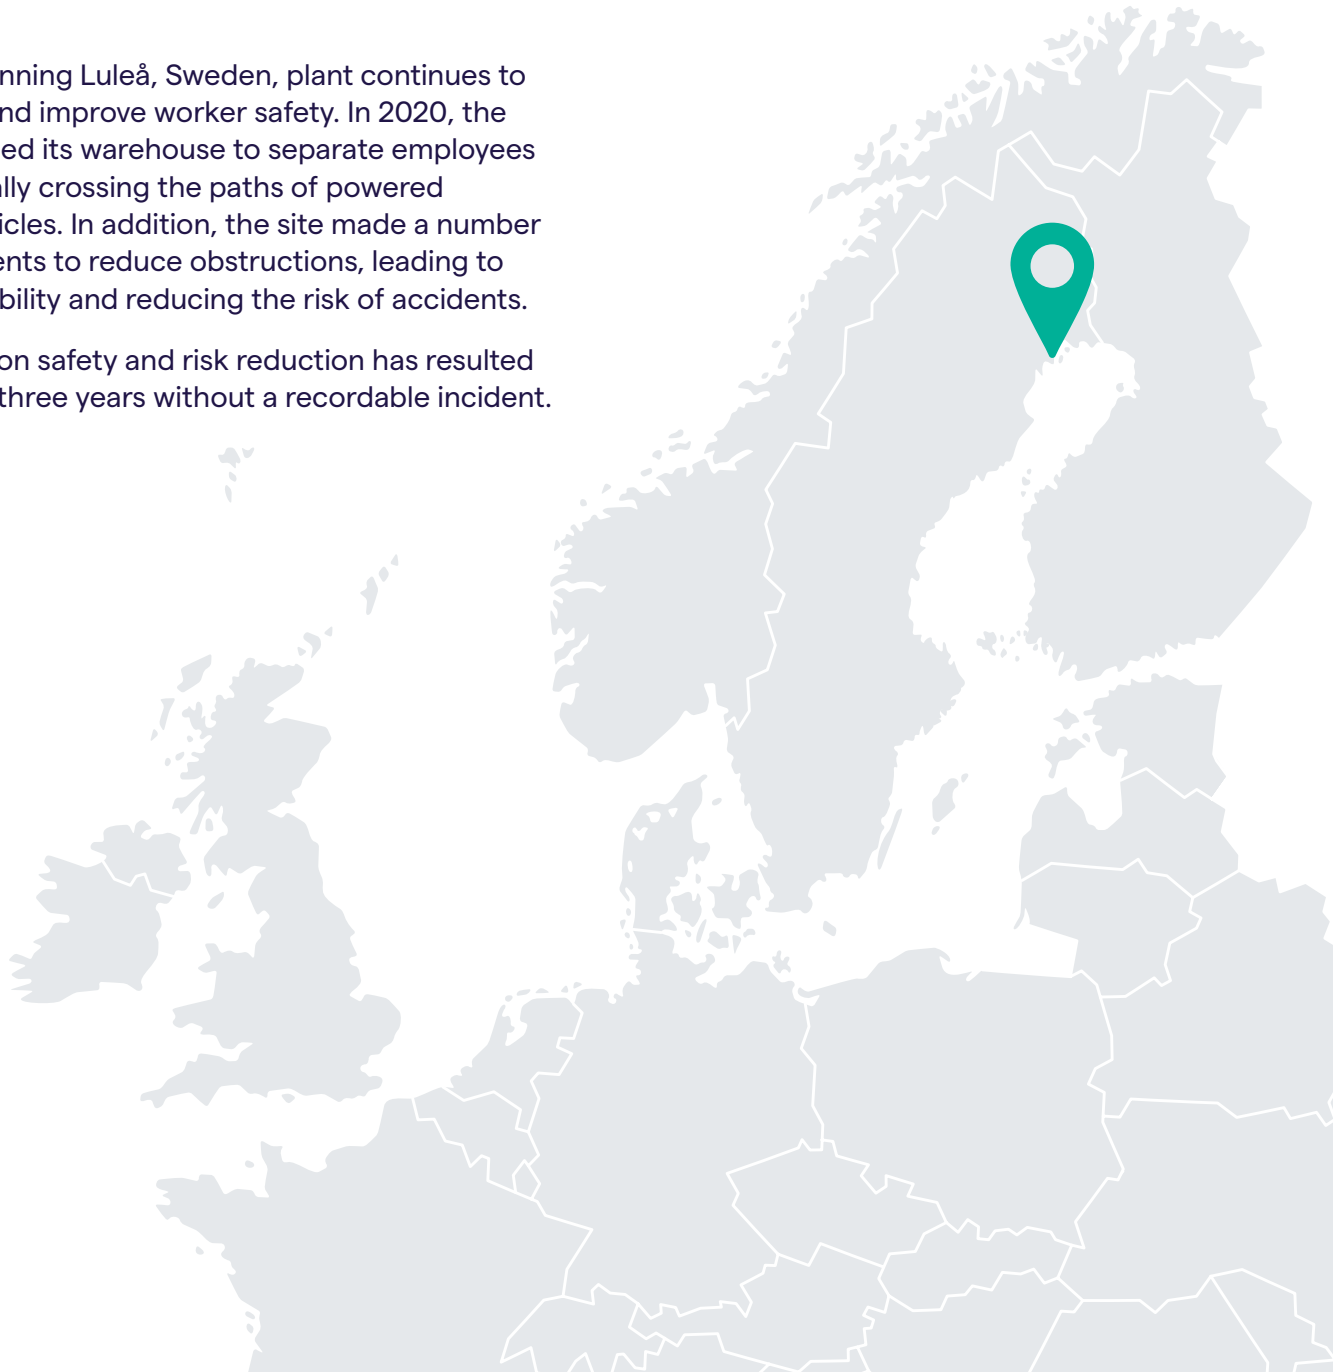 nning Luleå, Sweden, plant continues to
nd improve worker safety. In 2020, the
ed its warehouse to separate employees
lly crossing the paths of powered
icles. In addition, the site made a number
ents to reduce obstructions, leading to
bility and reducing the risk of accidents.
on safety and risk reduction has resulted
three years without a recordable incident.